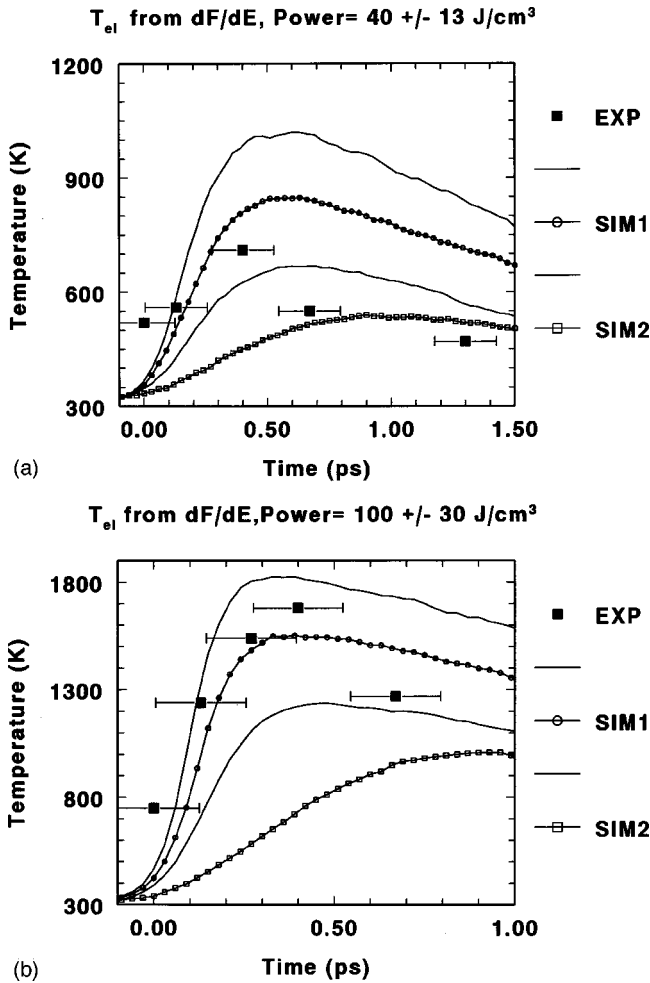 T_el from dF/dE, Power= 40 +/- 13 J/cm³
1200
900
600
300
Temperature (K)
0.00 0.50 1.00 1.50
Time (ps)
EXP
SIM1
SIM2
(a)
T_el from dF/dE,Power= 100 +/- 30 J/cm³
1800
1300
800
300
Temperature (K)
0.00 0.50 1.00
Time (ps)
EXP
SIM1
SIM2
(b)